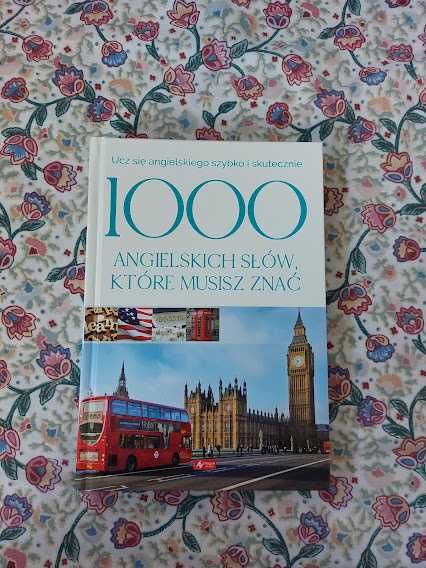 Ucz się angielskiego szybko i skutecznie
1000
ANGIELSKICH SŁÓW,
KTÓRE MUSISZ ZNAĆ